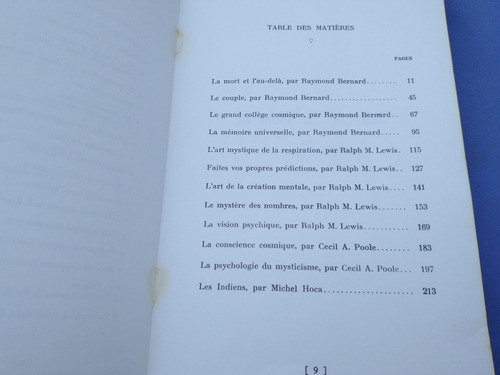 TABLE DES MATIÈRES
PAGES
La mort et l'au-delà, par Raymond Bernard........ 11
Le couple, par Raymond Bernard................. 45
Le grand collège cosmique, par Raymond Bernard.. 67
La mémoire universelle, par Raymond Bernard..... 95
L'art mystique de la respiration, par Ralph M. Lewis. 115
Faites vos propres prédictions, par Ralph M. Lewis.. 127
L'art de la création mentale, par Ralph M. Lewis.... 141
Le mystère des nombres, par Ralph M. Lewis....... 153
La vision psychique, par Ralph M. Lewis........... 169
La conscience cosmique, par Cecil A. Poole........ 183
La psychologie du mysticisme, par Cecil A. Poole... 197
Les Indiens, par Michel Hoca..................... 213
[ 9 ]